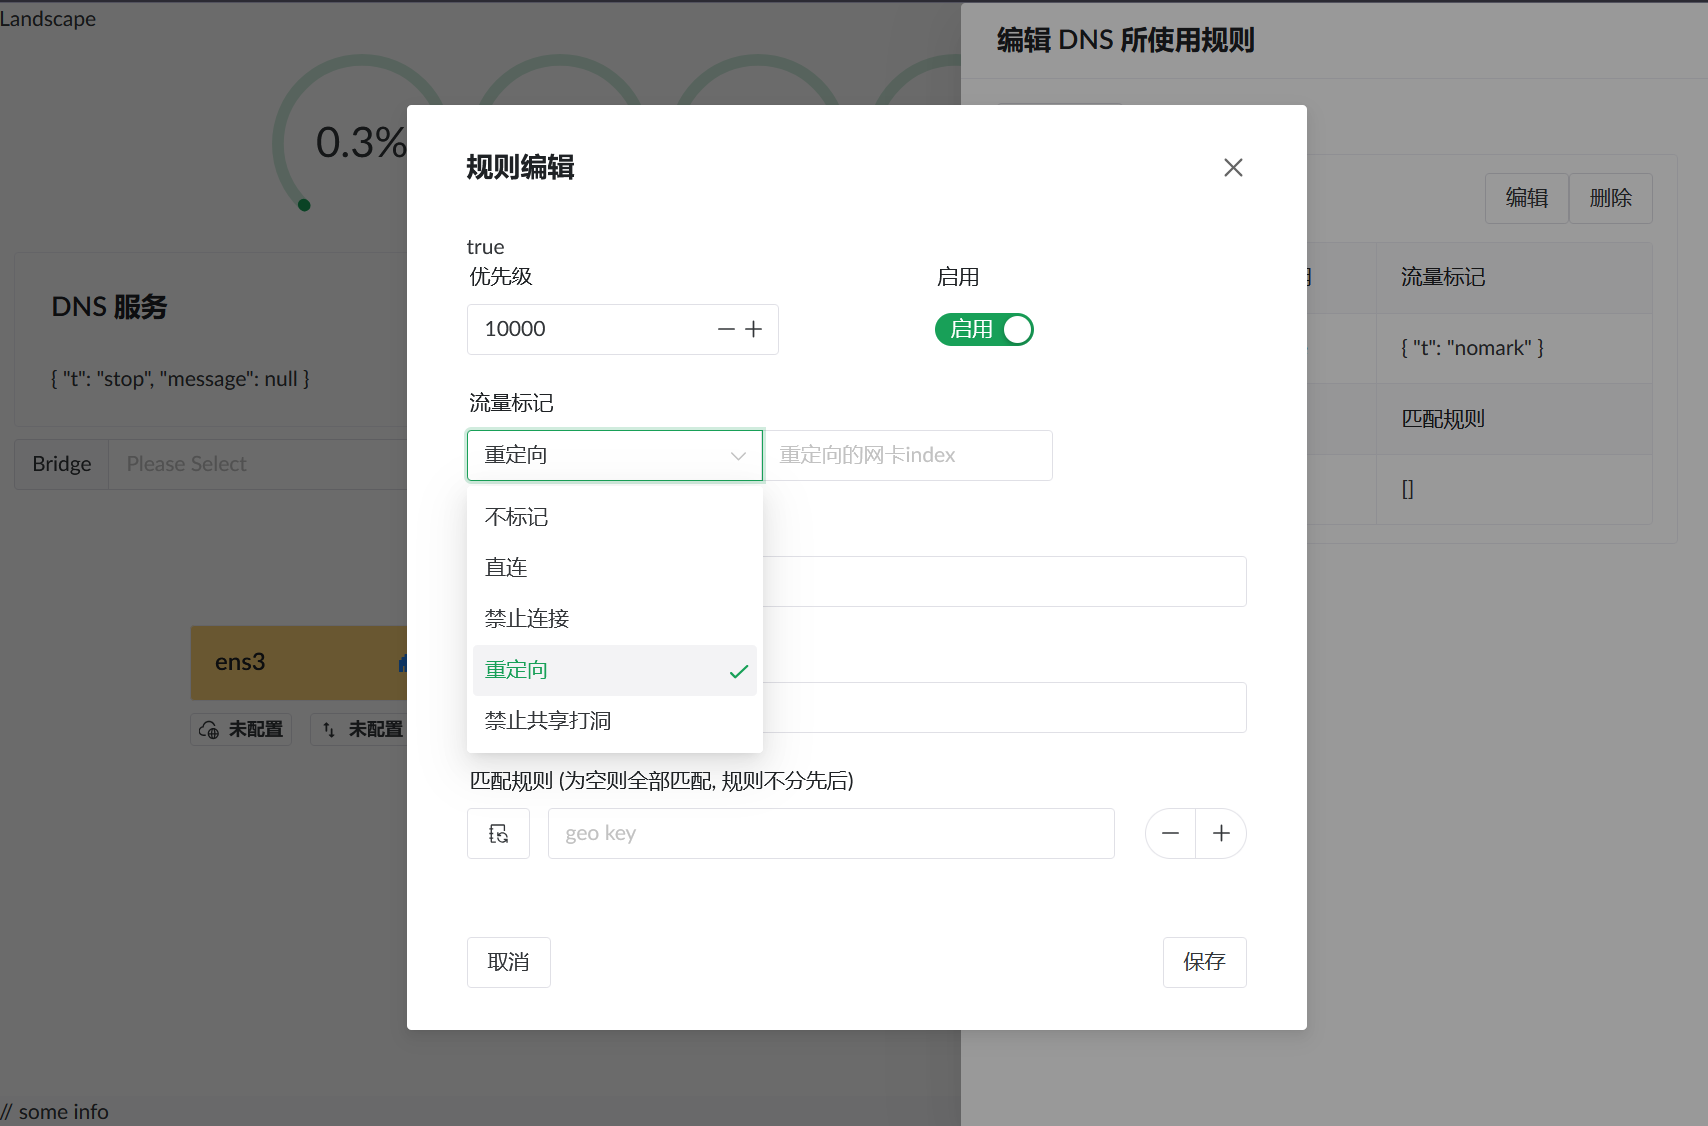 Landscape
编辑 DNS 所使用规则
0.3%
规则编辑
编辑
删除
true
优先级
启用
流量标记
DNS 服务
10000
启用
{ "t": "nomark" }
{ "t": "stop", "message": null }
流量标记
匹配规则
重定向
重定向的网卡index
Bridge
Please Select
[]
不标记
直连
禁止连接
ens3
重定向
禁止共享打洞
未配置
未配置
匹配规则 (为空则全部匹配, 规则不分先后)
geo key
取消
保存
// some info